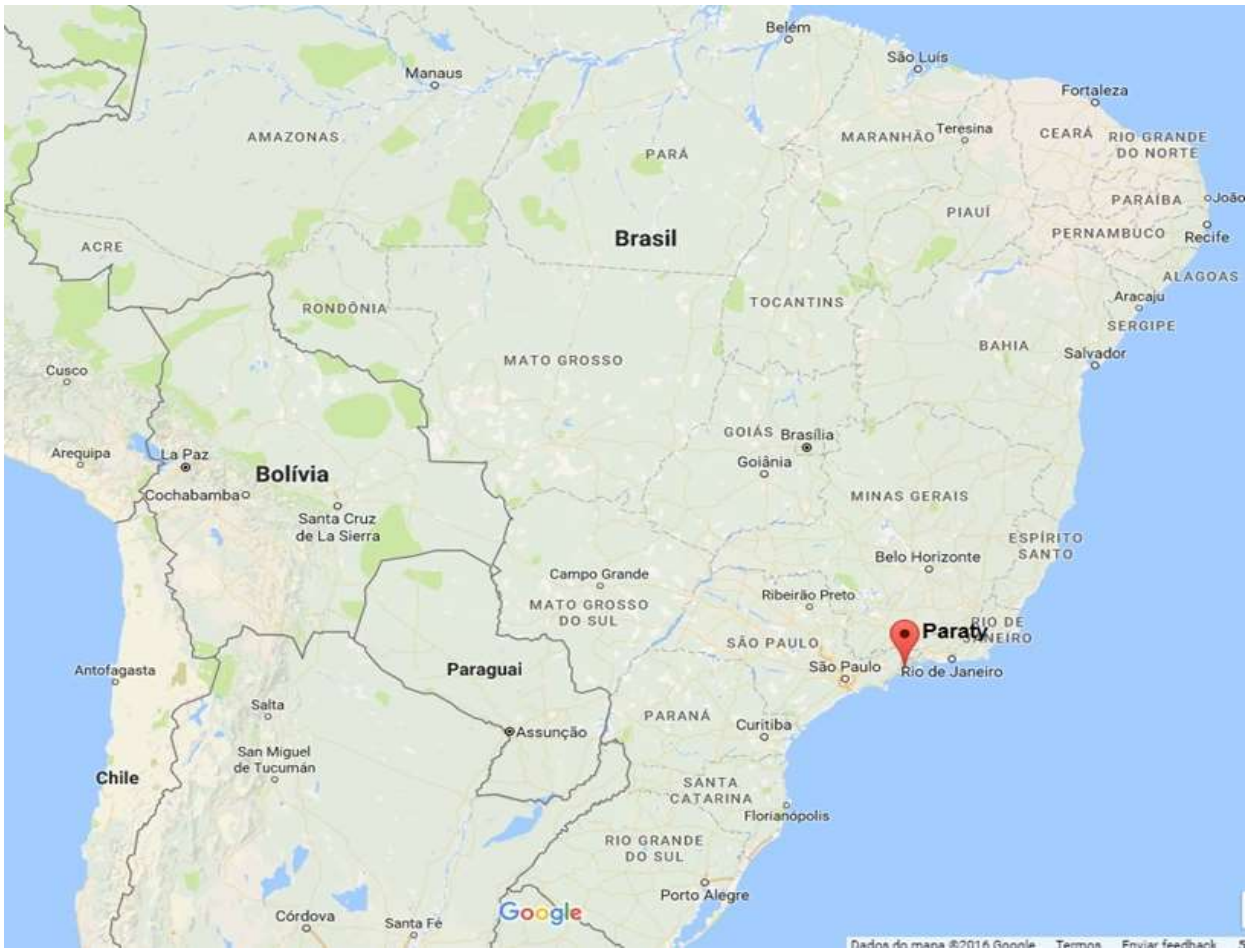 Belém
São Luís
Manaus
Fortaleza
AMAZONAS
MARANHÃO
Teresina
CEARÁ
RIO GRANDE
DO NORTE
PARÁ
PARAÍBA
João
PIAUÍ
Brasil
PERNAMBUCO
Recife
ACRE
ALAGOAS
RONDÔNIA
TOCANTINS
Aracaju
SERGIPE
BAHIA
MATO GROSSO
Salvador
Cusco
GOIÁS
Brasília
Arequipa
La Paz
Goiânia
Bolívia
Cochabamba
MINAS GERAIS
Santa Cruz
de La Sierra
ESPÍRITO
SANTO
Belo Horizonte
Campo Grande
Ribeirão Preto
MATO GROSSO
DO SUL
RIO DE
JANEIRO
Paraty
SÃO PAULO
São Paulo
Rio de Janeiro
Antofagasta
Paraguai
Salta
PARANÁ
Curitiba
Assunção
San Miguel
de Tucumán
Chile
SANTA
CATARINA
Florianópolis
RIO GRANDE
DO SUL
Porto Alegre
Córdova
Santa Fé
Google
Dados do mapa ©2016 Google Termos Enviar feedback